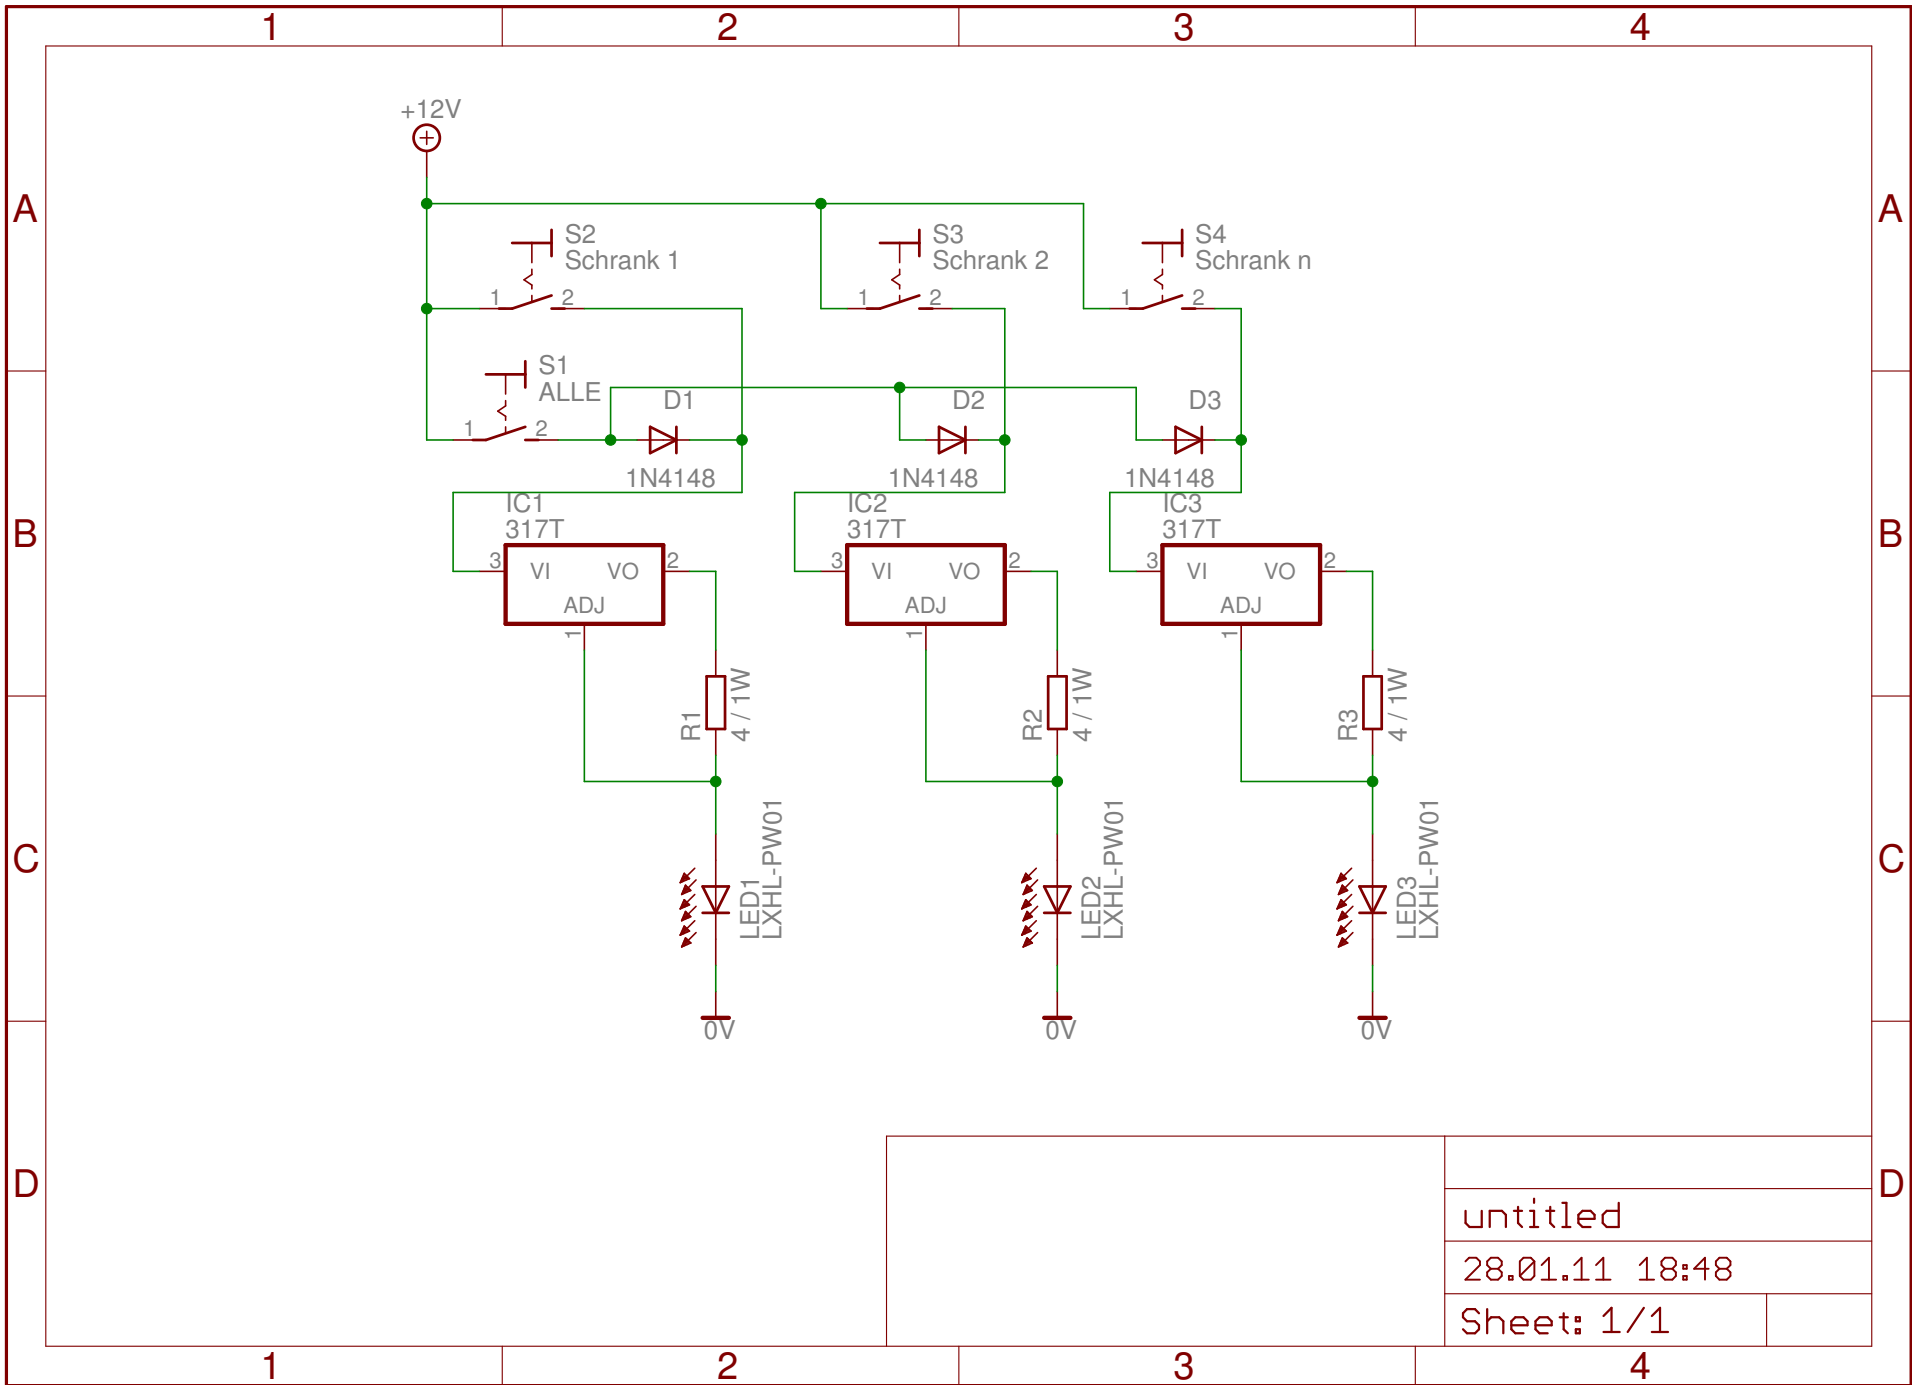 1 2 3 4
+12V
A A
S2
Schrank 1
S3
Schrank 2
S4
Schrank n
1 2
1 2
1 2
S1
ALLE
1 2
D1
D2
D3
1N4148
1N4148
1N4148
IC1
317T
IC2
317T
IC3
317T
B B
3 VI VO 2
ADJ
1
3 VI VO 2
ADJ
1
3 VI VO 2
ADJ
1
R1
4 / 1W
R2
4 / 1W
R3
4 / 1W
C C
LED1
LXHL-PW01
LED2
LXHL-PW01
LED3
LXHL-PW01
0V
0V
0V
D D
untitled
28.01.11 18:48
Sheet: 1/1
1 2 3 4